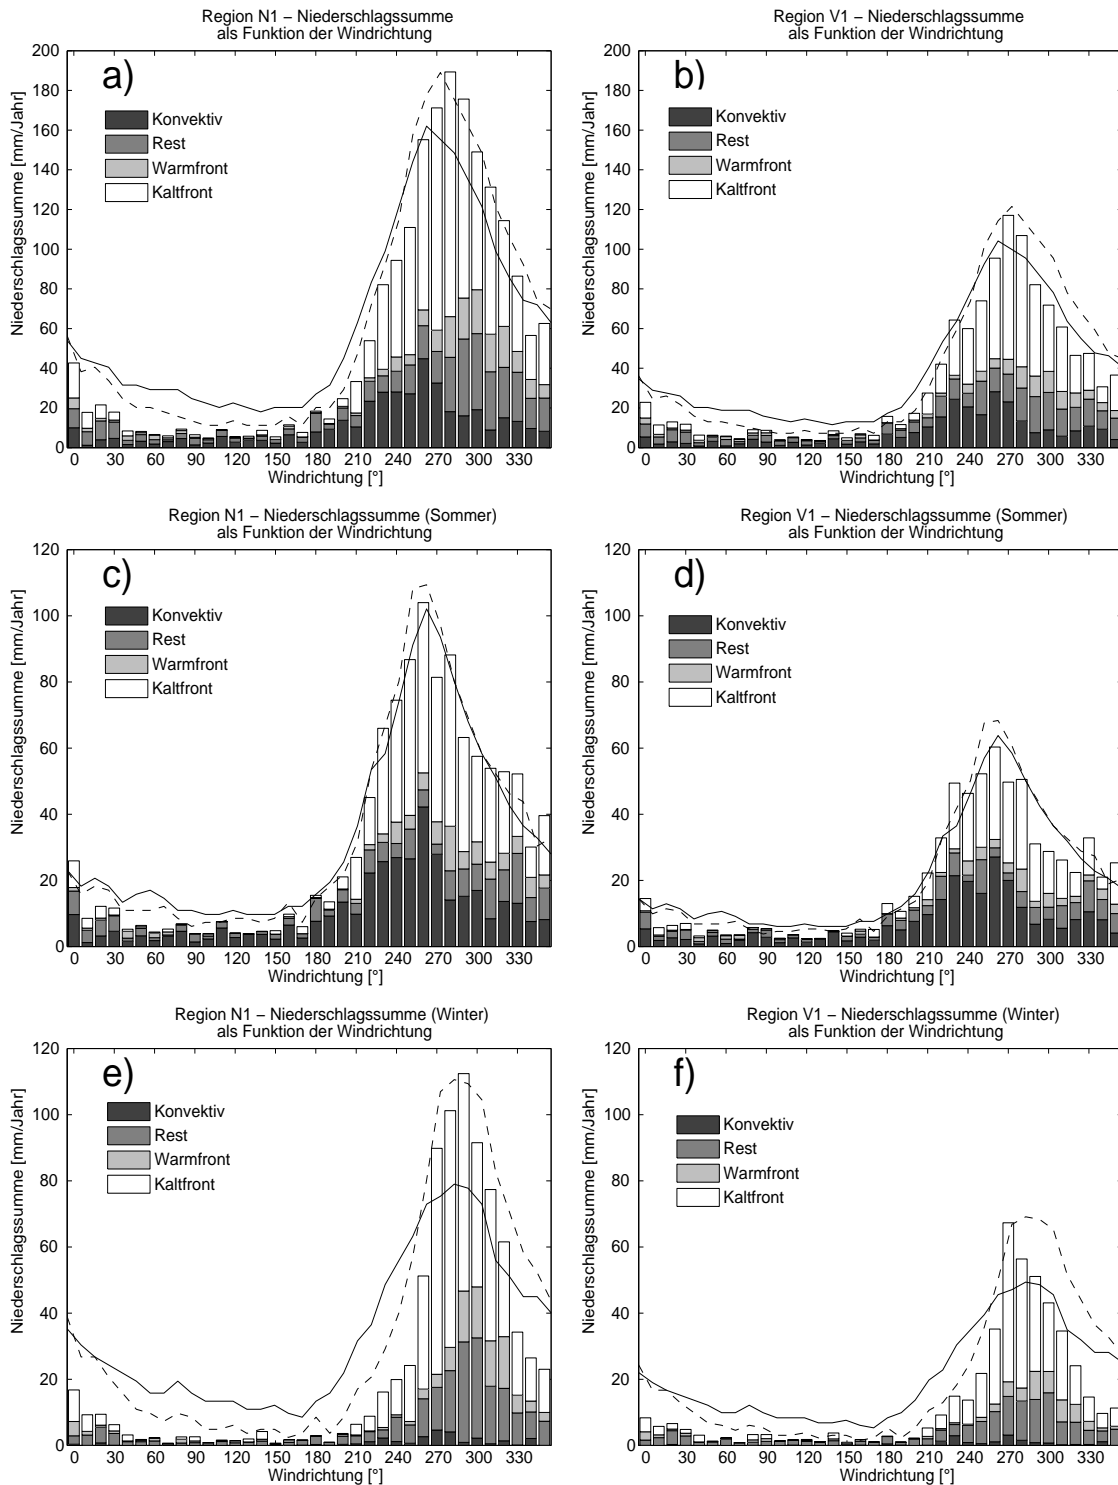 Region N1 – Niederschlagssumme
als Funktion der Windrichtung
a)
Niederschlagssumme [mm/Jahr]
200
180
160
140
120
100
80
60
40
20
0
Konvektiv
Rest
Warmfront
Kaltfront
0 30 60 90 120 150 180 210 240 270 300 330
Windrichtung [°]
Region V1 – Niederschlagssumme
als Funktion der Windrichtung
b)
Niederschlagssumme [mm/Jahr]
200
180
160
140
120
100
80
60
40
20
0
Konvektiv
Rest
Warmfront
Kaltfront
0 30 60 90 120 150 180 210 240 270 300 330
Windrichtung [°]
Region N1 – Niederschlagssumme (Sommer)
als Funktion der Windrichtung
c)
Niederschlagssumme [mm/Jahr]
120
100
80
60
40
20
0
Konvektiv
Rest
Warmfront
Kaltfront
0 30 60 90 120 150 180 210 240 270 300 330
Windrichtung [°]
Region V1 – Niederschlagssumme (Sommer)
als Funktion der Windrichtung
d)
Niederschlagssumme [mm/Jahr]
120
100
80
60
40
20
0
Konvektiv
Rest
Warmfront
Kaltfront
0 30 60 90 120 150 180 210 240 270 300 330
Windrichtung [°]
Region N1 – Niederschlagssumme (Winter)
als Funktion der Windrichtung
e)
Niederschlagssumme [mm/Jahr]
120
100
80
60
40
20
0
Konvektiv
Rest
Warmfront
Kaltfront
0 30 60 90 120 150 180 210 240 270 300 330
Windrichtung [°]
Region V1 – Niederschlagssumme (Winter)
als Funktion der Windrichtung
f)
Niederschlagssumme [mm/Jahr]
120
100
80
60
40
20
0
Konvektiv
Rest
Warmfront
Kaltfront
0 30 60 90 120 150 180 210 240 270 300 330
Windrichtung [°]